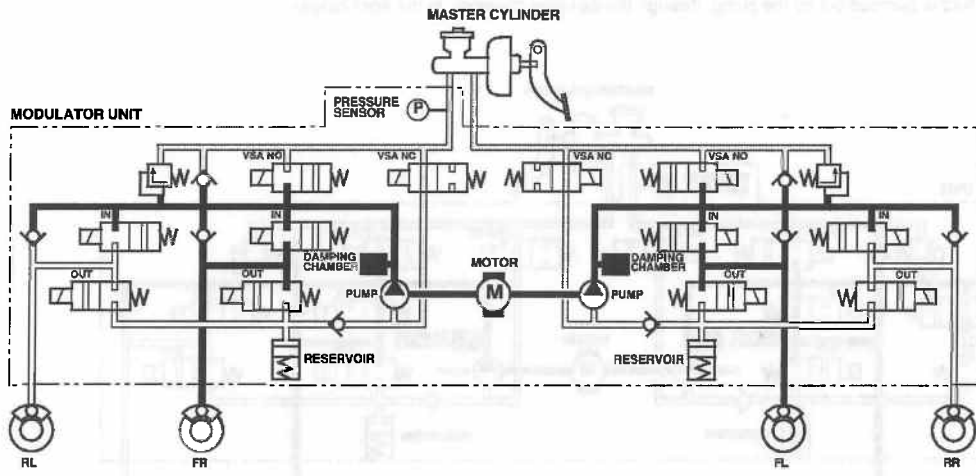 MASTER CYLINDER
PRESSURE
SENSOR
P
MODULATOR UNIT
VSA NO
VSA NC
VSA NC
VSA NO
IN
IN
IN
IN
DAMPING
CHAMBER
MOTOR
DAMPING
CHAMBER
OUT
OUT
OUT
OUT
PUMP
M
PUMP
RESERVOIR
RESERVOIR
RL
FR
FL
RR